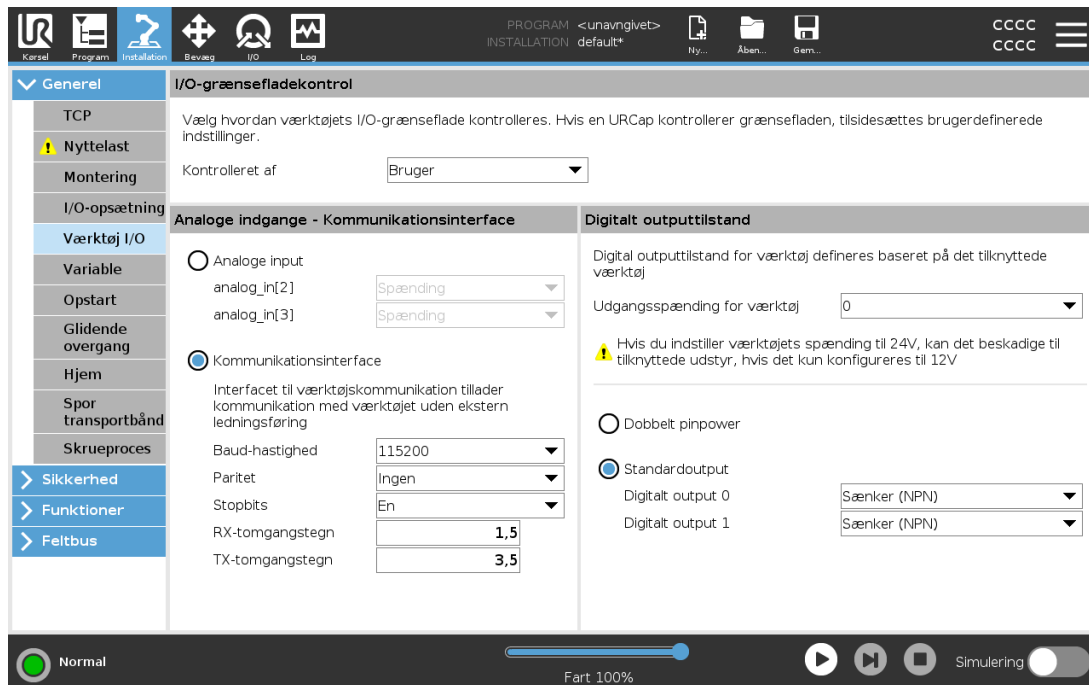 PROGRAM <unavngivet>
INSTALLATION default*
CCCC
CCCC
Kørsel Program Installation Bevæg I/O Log Ny... Åben... Gem...
Generel
TCP
Nyttelast
Montering
I/O-opsætning
Værktøj I/O
Variable
Opstart
Glidende
overgang
Hjem
Spor
transportbånd
Skrueproces
Sikkerhed
Funktioner
Feltbus
I/O-grænsefladekontrol
Vælg hvordan værktøjets I/O-grænseflade kontrolleres. Hvis en URCap kontrollerer grænsefladen, tilsidesættes brugerdefinerede
indstillinger.
Kontrolleret af Bruger
Analoge indgange - Kommunikationsinterface
Analoge input
analog_in[2] Spænding
analog_in[3] Spænding
Kommunikationsinterface
Interfacet til værktøjskommunikation tillader
kommunikation med værktøjet uden ekstern
ledningsføring
Baud-hastighed 115200
Paritet Ingen
Stopbits En
RX-tomgangstegn 1,5
TX-tomgangstegn 3,5
Digitalt outputtilstand
Digital outputtilstand for værktøj defineres baseret på det tilknyttede
værktøj
Udgangsspænding for værktøj 0
Hvis du indstiller værktøjets spænding til 24V, kan det beskadige til
tilknyttede udstyr, hvis det kun konfigureres til 12V
Dobbelt pinpower
Standardoutput
Digitalt output 0 Sænker (NPN)
Digitalt output 1 Sænker (NPN)
Normal
Fart 100%
Simulering